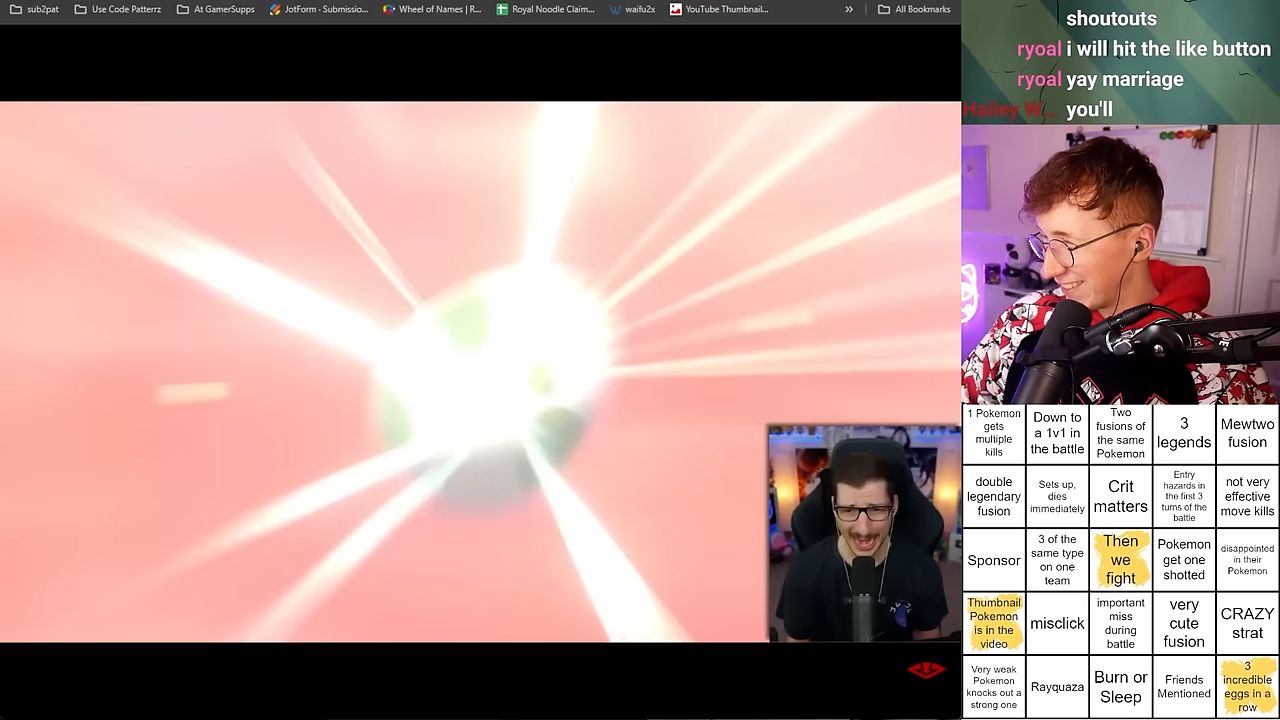 sub2pat Use Code Patterrz At GamerSupps JotForm · Submissio... Wheel of Names | R... Royal Noodle Claim... waifu2x YouTube Thumbnail... » All Bookmarks
shoutouts
ryoal i will hit the like button
ryoal yay marriage
Hailey W... you'll
1 Pokemon
gets
multiple
kills
Down to
a 1v1 in
the battle
Two
fusions of
the same
Pokemon
3
legends
Mewtwo
fusion
double
legendary
fusion
Sets up,
dies
immediately
Crit
matters
Entry
hazards in
the first 3
turns of the
battle
not very
effective
move kills
Sponsor
3 of the
same type
on one
team
Then
we
fight
Pokemon
get one
shotted
disappointed
in their
Pokemon
Thumbnail
Pokemon
is in the
video
misclick
important
miss
during
battle
very
cute
fusion
CRAZY
strat
Very weak
Pokemon
knocks out a
strong one
Rayquaza
Burn or
Sleep
Friends
Mentioned
3
incredible
eggs in a
row